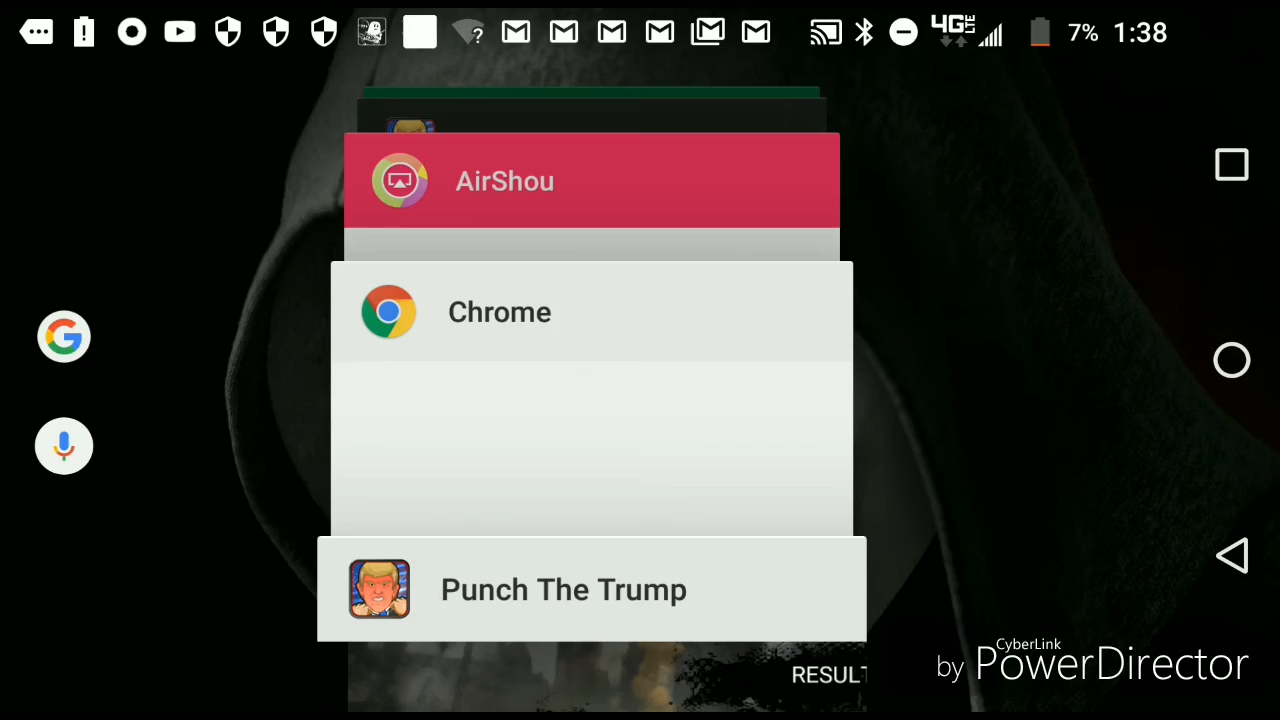 ? 4G LTE 7% 1:38
AirShou
Chrome
Punch The Trump
RESULT
CyberLink
by PowerDirector